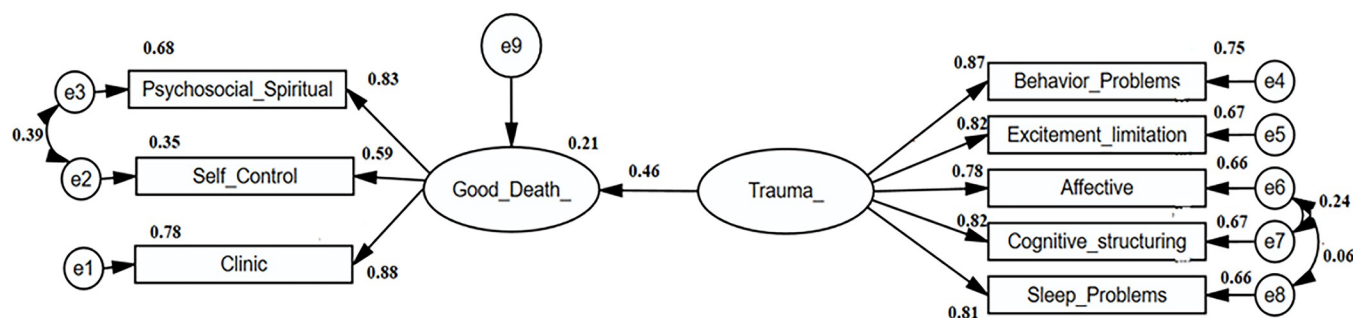 0.68
e3
Psychosocial_Spiritual
0.83
0.39
0.35
e2
Self_Control
0.59
0.78
e1
Clinic
0.88
e9
0.21
Good_Death_
0.46
Trauma_
0.87
Behavior_Problems
0.75
e4
0.82
Excitement_limitation
0.67
e5
0.78
Affective
0.66
e6
0.24
0.82
Cognitive_structuring
0.67
e7
0.06
0.81
Sleep_Problems
0.66
e8